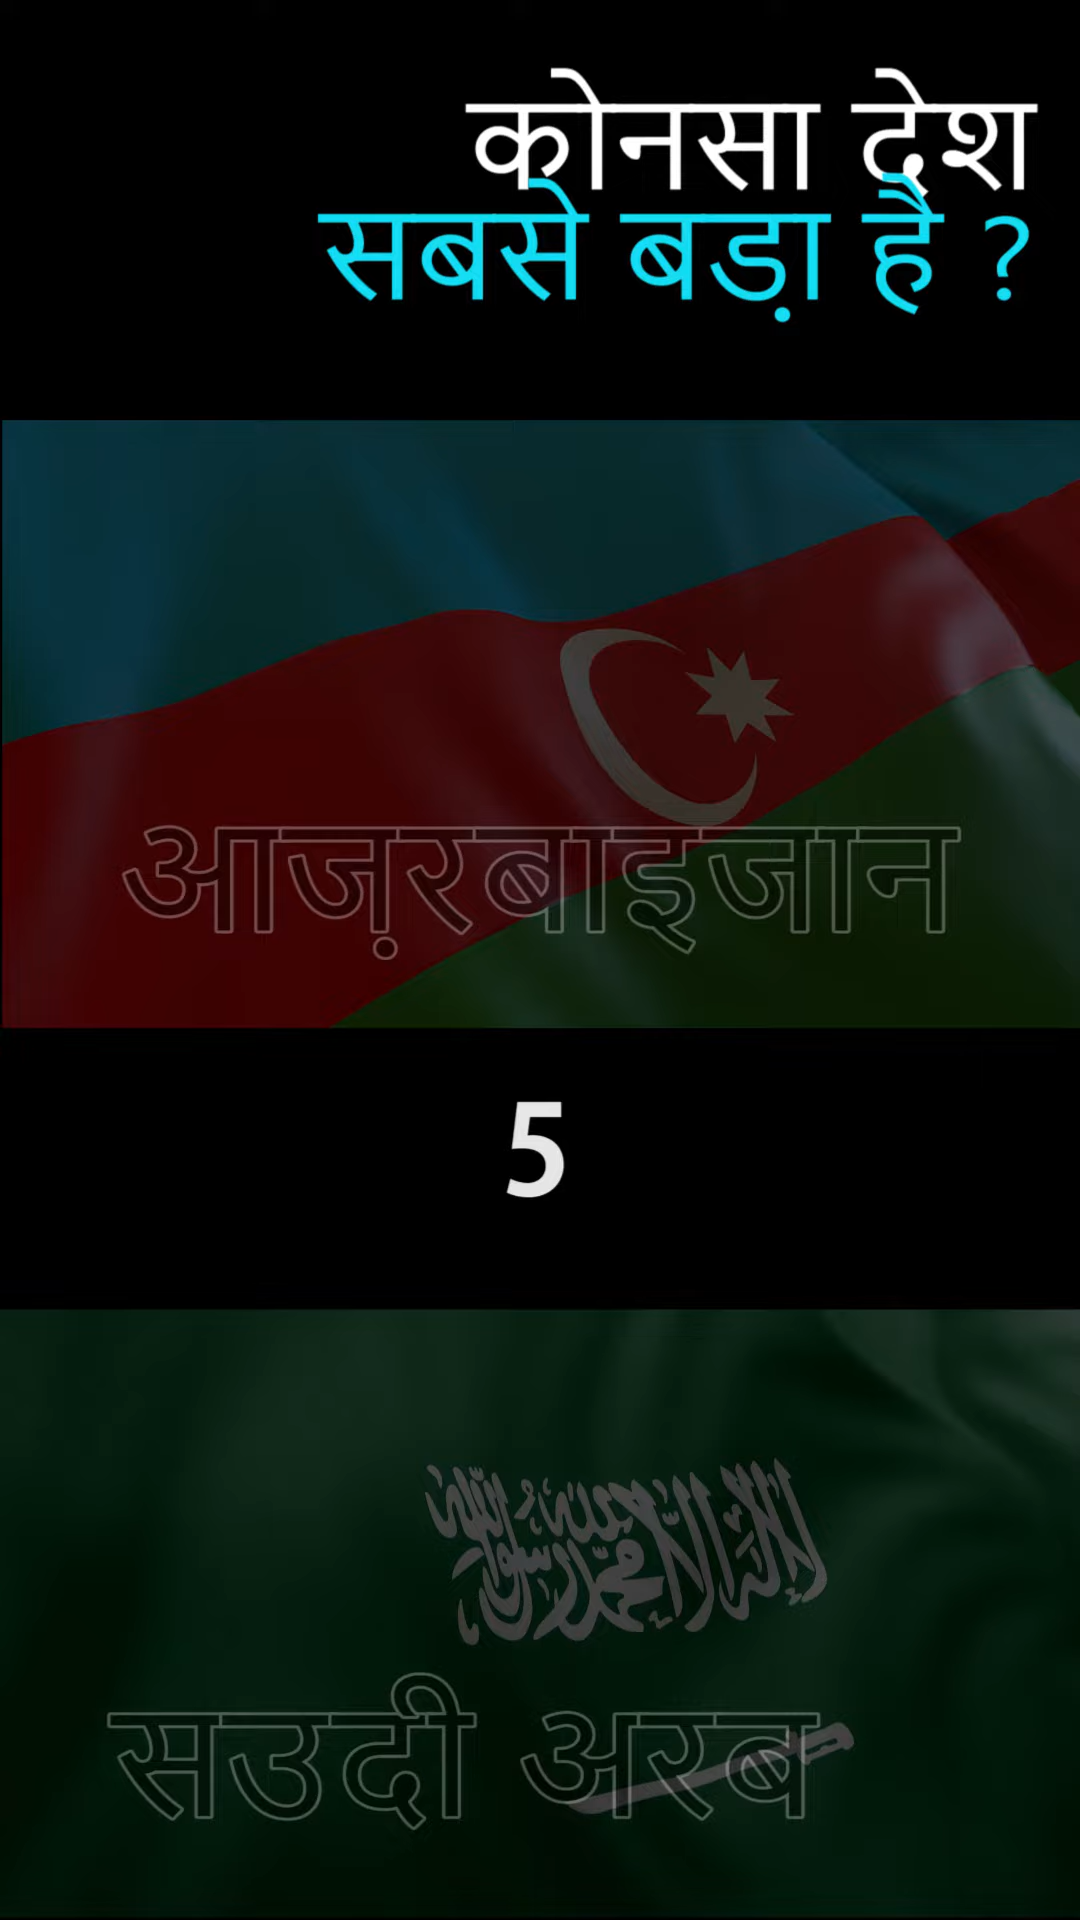 कोनसा देश
सबसे बड़ा है ?
आज़रबाइजान
5
لا إله إلا الله محمد رسول الله
सउदी अरब